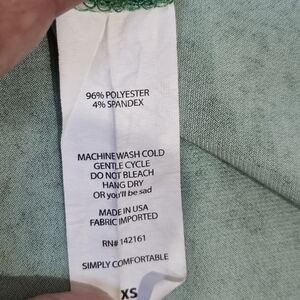 96% POLYESTER
4% SPANDEX
MACHINE WASH COLD
GENTLE CYCLE
DO NOT BLEACH
HANG DRY
OR you'll be sad
MADE IN USA
FABRIC IMPORTED
RN# 142161
SIMPLY COMFORTABLE
XS